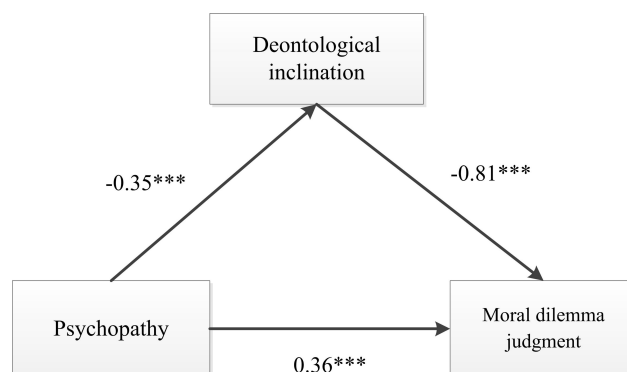 Deontological
inclination
-0.35***
-0.81***
Psychopathy
Moral dilemma
judgment
0.36***